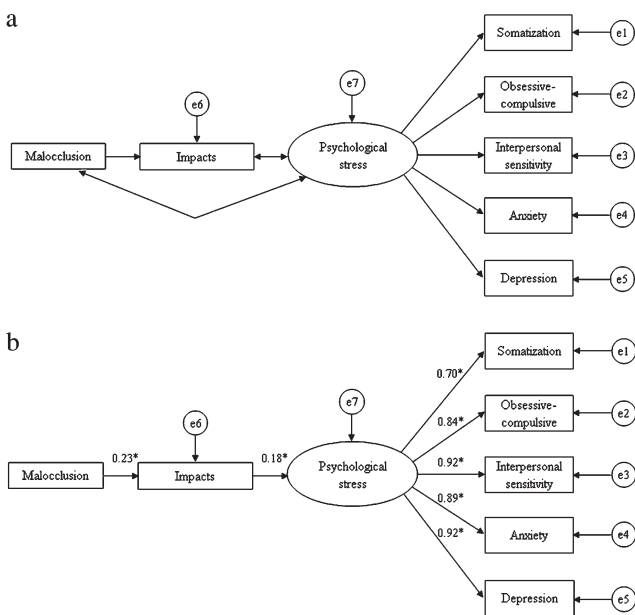 a
Somatization
e1
e7
Obsessive-
compulsive
e2
e6
Malocclusion
Impacts
Psychological
stress
Interpersonal
sensitivity
e3
Anxiety
e4
Depression
e5
b
Somatization
e1
0.70*
e7
Obsessive-
compulsive
e2
0.84*
e6
Malocclusion
0.23*
Impacts
0.18*
Psychological
stress
0.92*
Interpersonal
sensitivity
e3
0.89*
Anxiety
e4
0.92*
Depression
e5